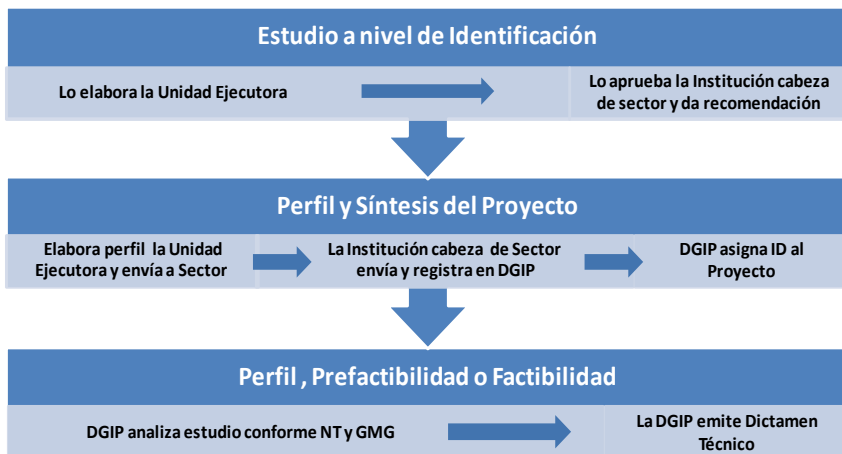 Estudio a nivel de Identificación
Lo elabora la Unidad Ejecutora
Lo aprueba la Institución cabeza
de sector y da recomendación
Perfil y Síntesis del Proyecto
Elabora perfil la Unidad
Ejecutora y envía a Sector
La Institución cabeza de Sector
envía y registra en DGIP
DGIP asigna ID al
Proyecto
Perfil , Prefactibilidad o Factibilidad
DGIP analiza estudio conforme NT y GMG
La DGIP emite Dictamen
Técnico